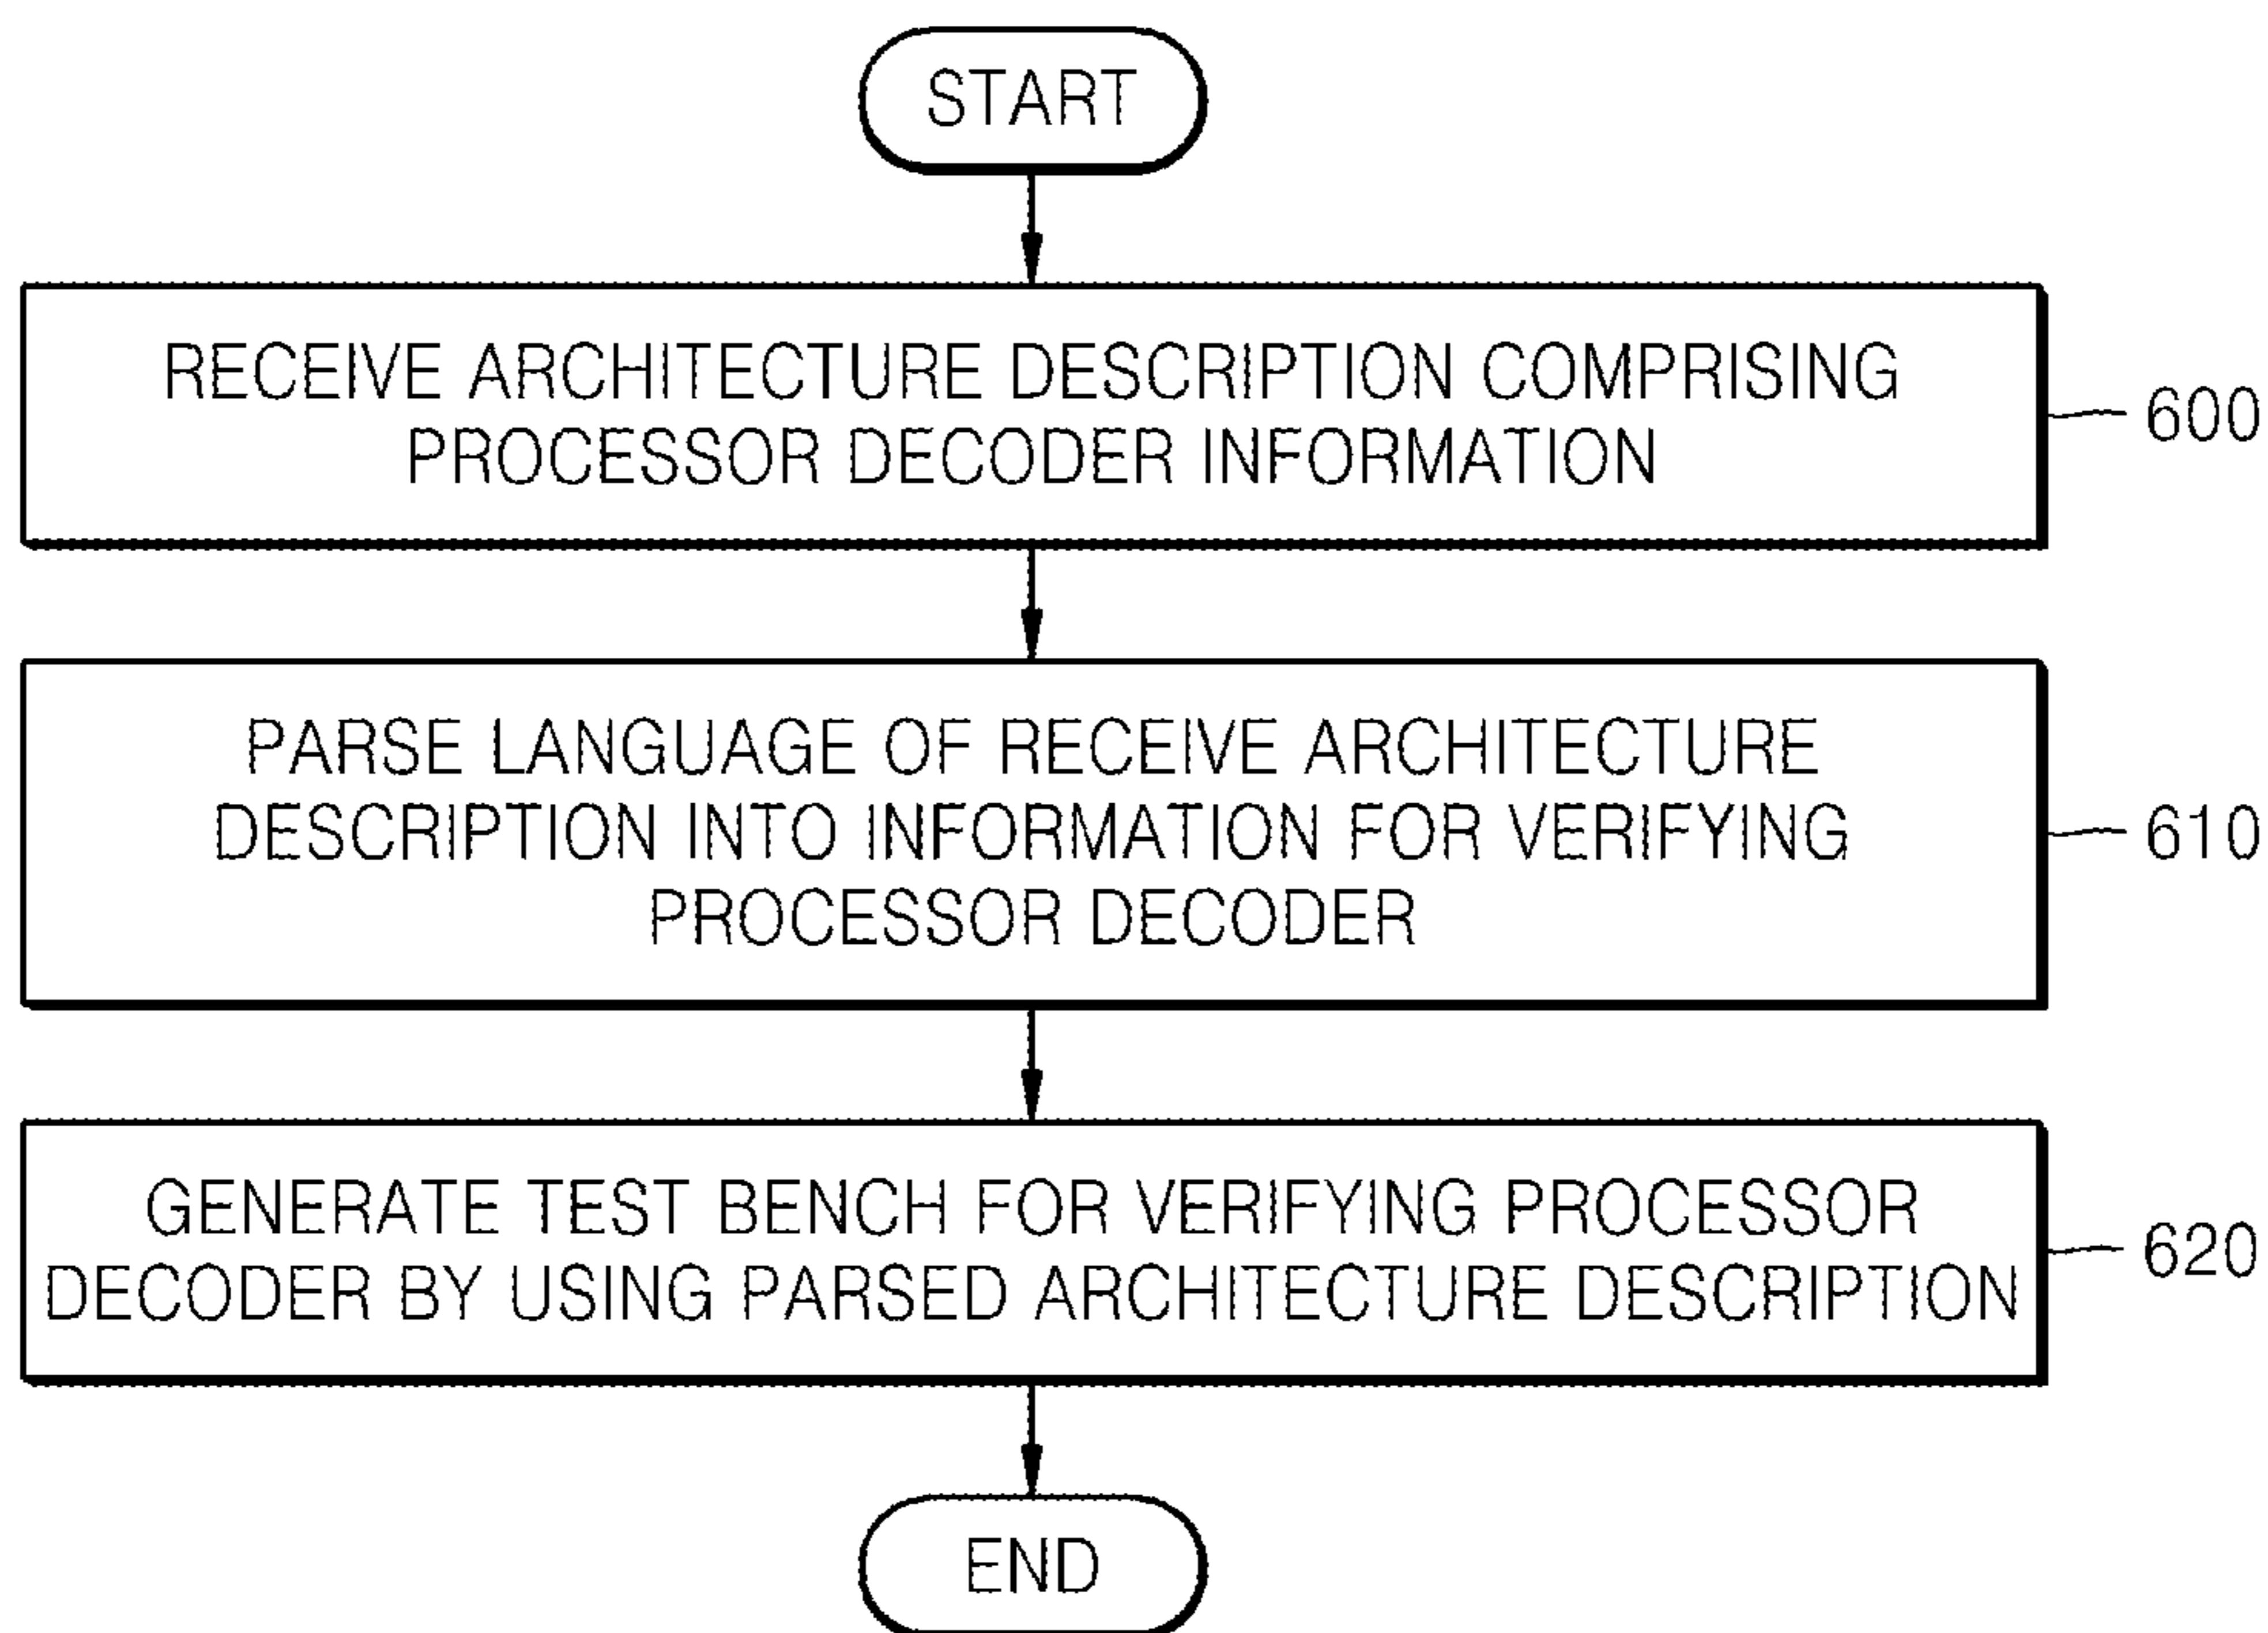 START
RECEIVE ARCHITECTURE DESCRIPTION COMPRISING
PROCESSOR DECODER INFORMATION
600
PARSE LANGUAGE OF RECEIVE ARCHITECTURE
DESCRIPTION INTO INFORMATION FOR VERIFYING
PROCESSOR DECODER
610
GENERATE TEST BENCH FOR VERIFYING PROCESSOR
DECODER BY USING PARSED ARCHITECTURE DESCRIPTION
620
END